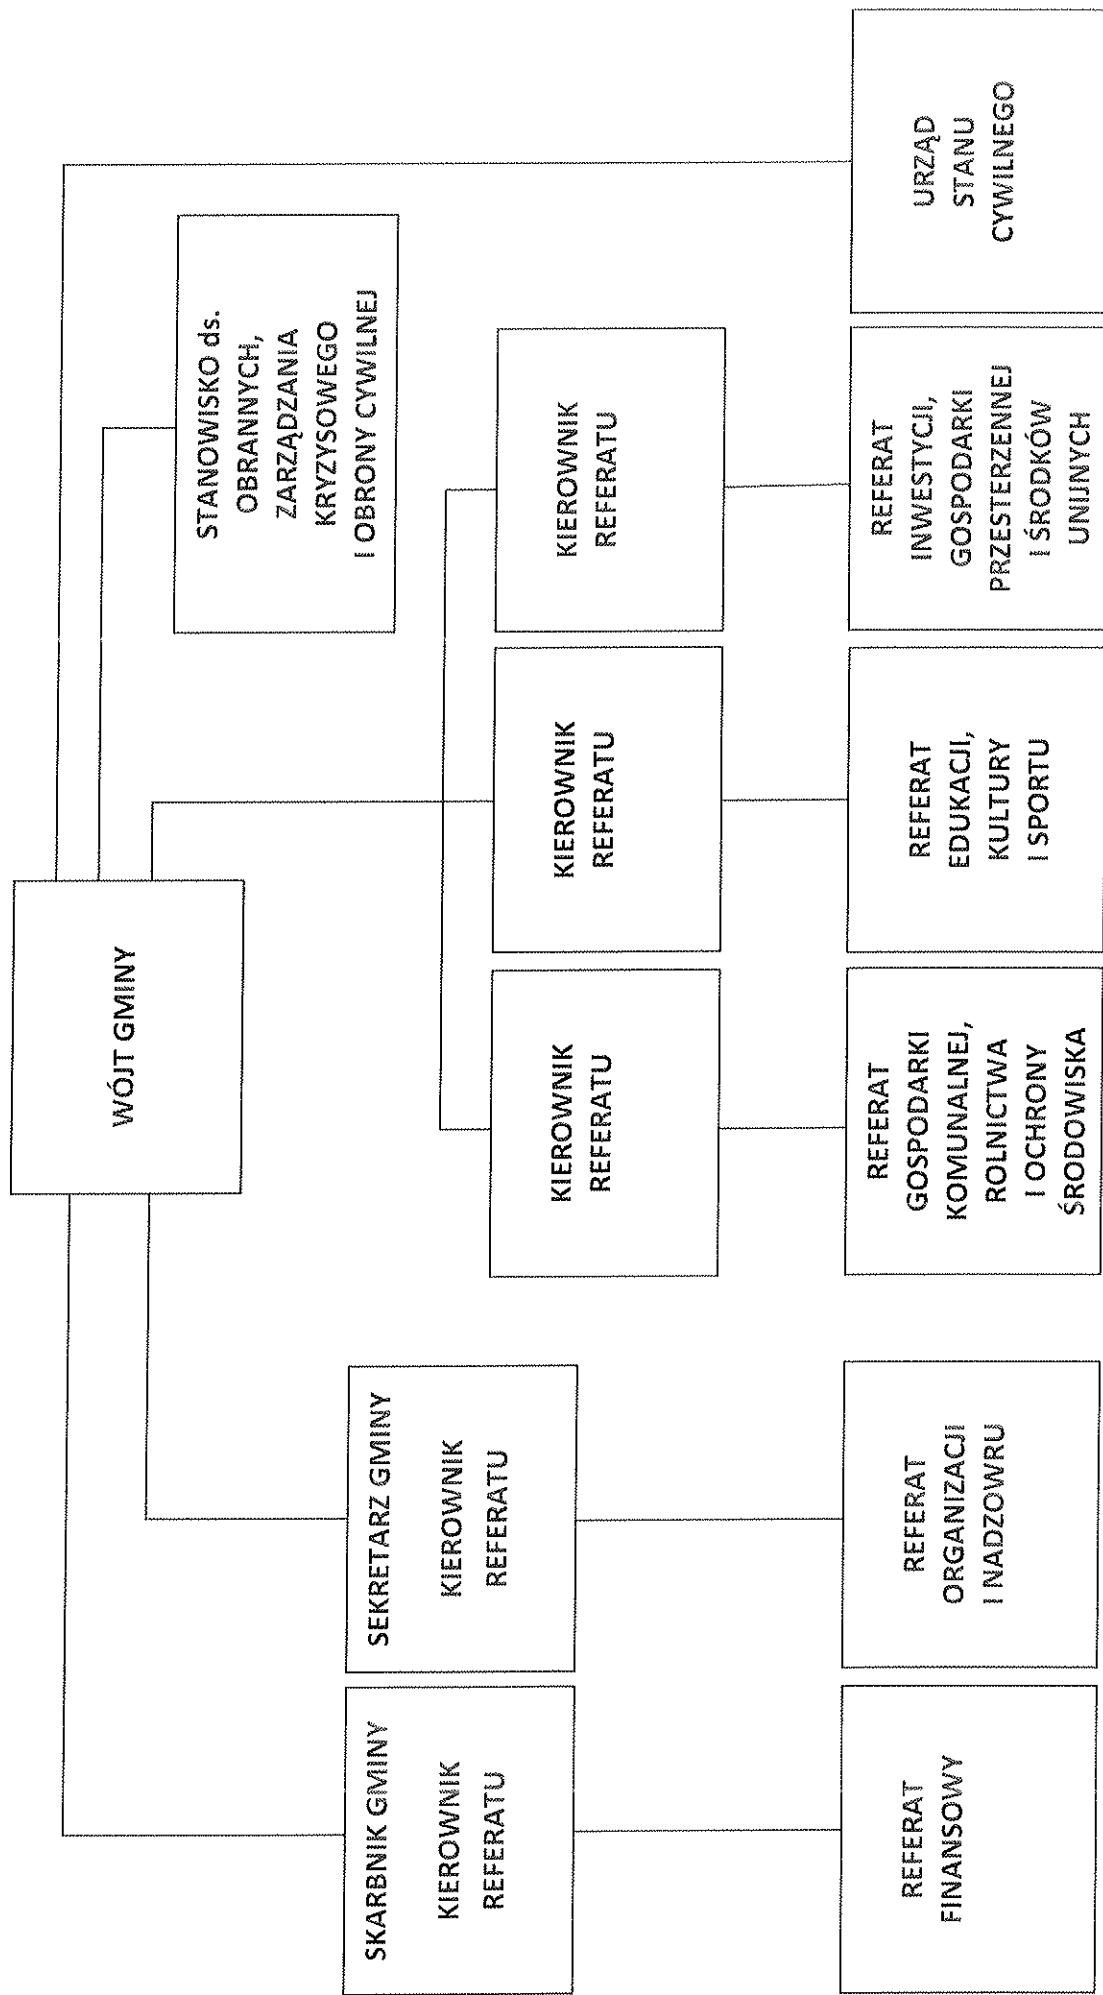 WÓJT GMINY
STANOWISKO ds.
OBRANNYCH,
ZARZĄDZANIA
KRYZYSOWEGO
I OBRONY CYWILNEJ
SKARBNIK GMINY
KIEROWNIK
REFERATU
SEKRETARZ GMINY
KIEROWNIK
REFERATU
KIEROWNIK
REFERATU
KIEROWNIK
REFERATU
KIEROWNIK
REFERATU
REFERAT
FINANSOWY
REFERAT
ORGANIZACJI
I NADZOWRU
REFERAT
GOSPODARKI
KOMUNALNEJ,
ROLNICTWA
I OCHRONY
ŚRODOWISKA
REFERAT
EDUKACJI,
KULTURY
I SPORTU
REFERAT
INWESTYCJI,
GOSPODARKI
PRZESTERZENNEJ
I ŚRODKÓW
UNIJNYCH
URZĄD
STANU
CYWILNEGO